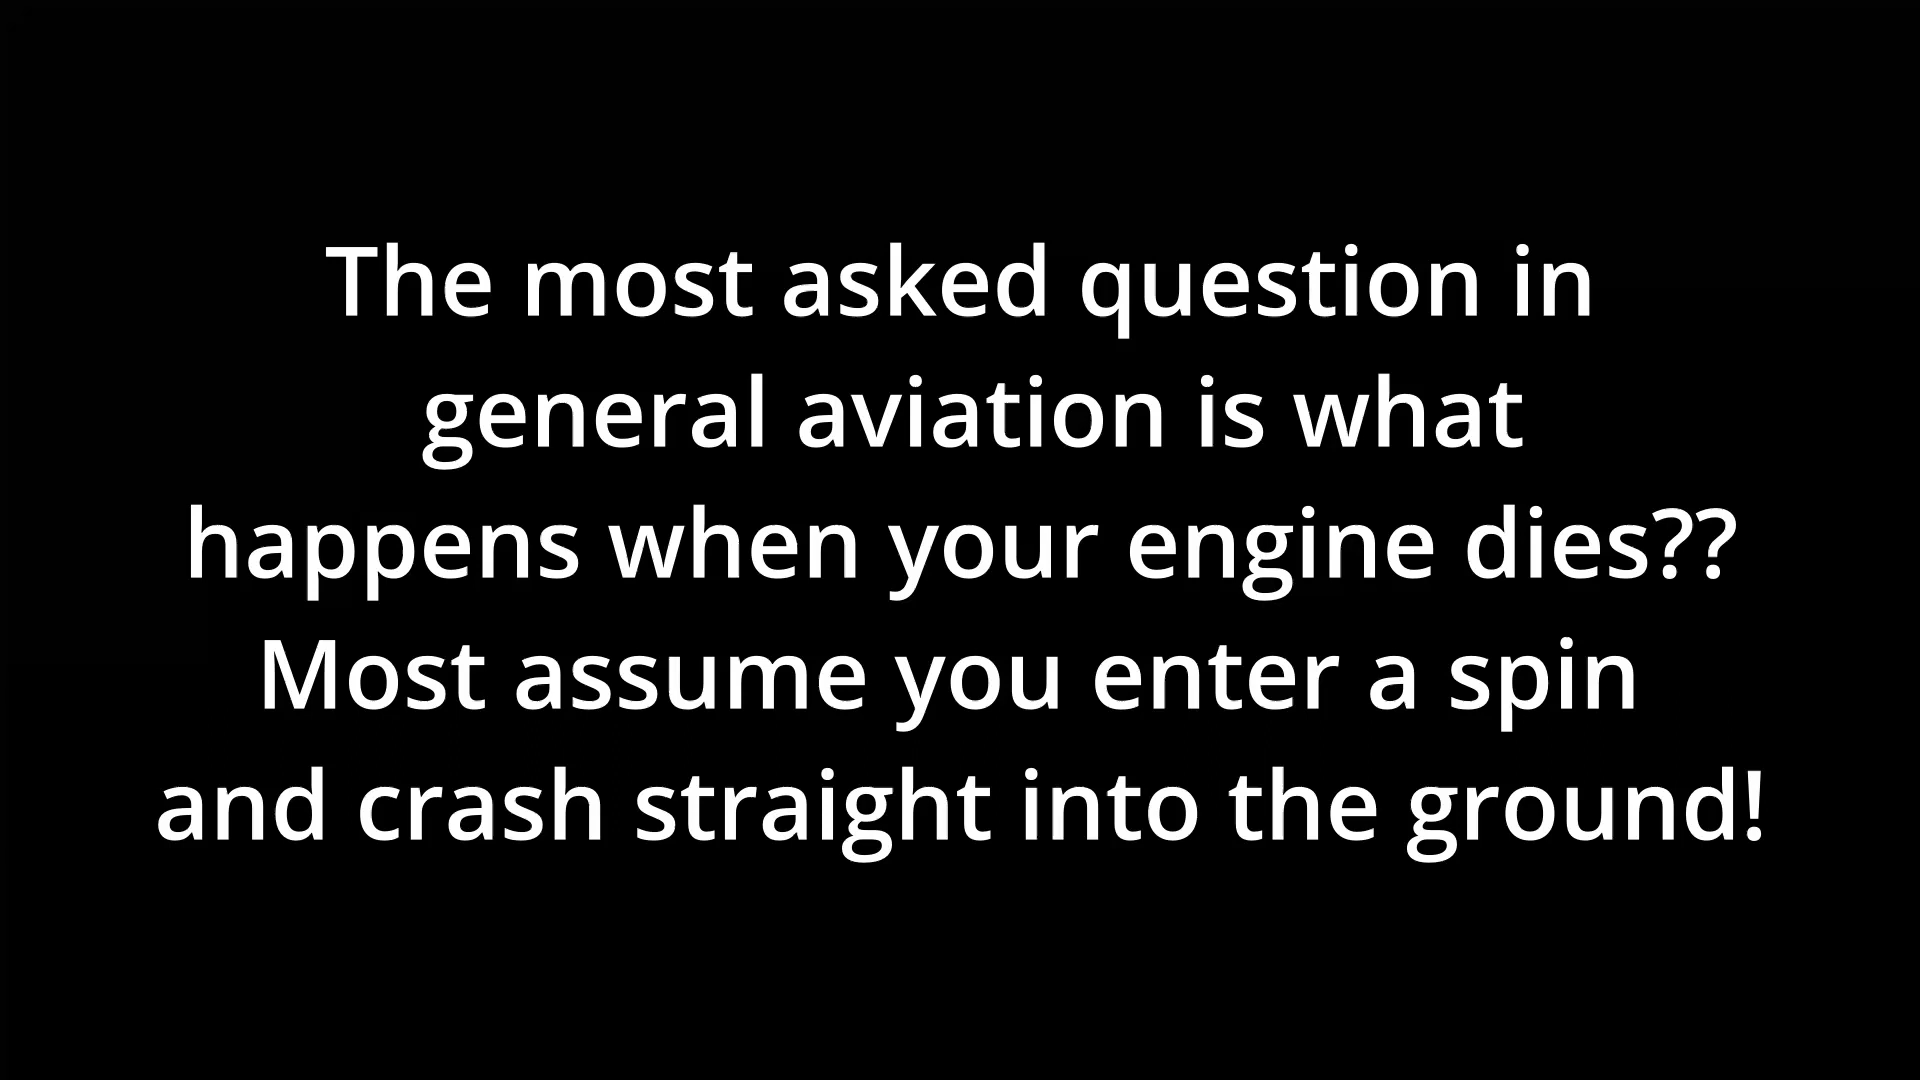 The most asked question in
general aviation is what
happens when your engine dies??
Most assume you enter a spin
and crash straight into the ground!